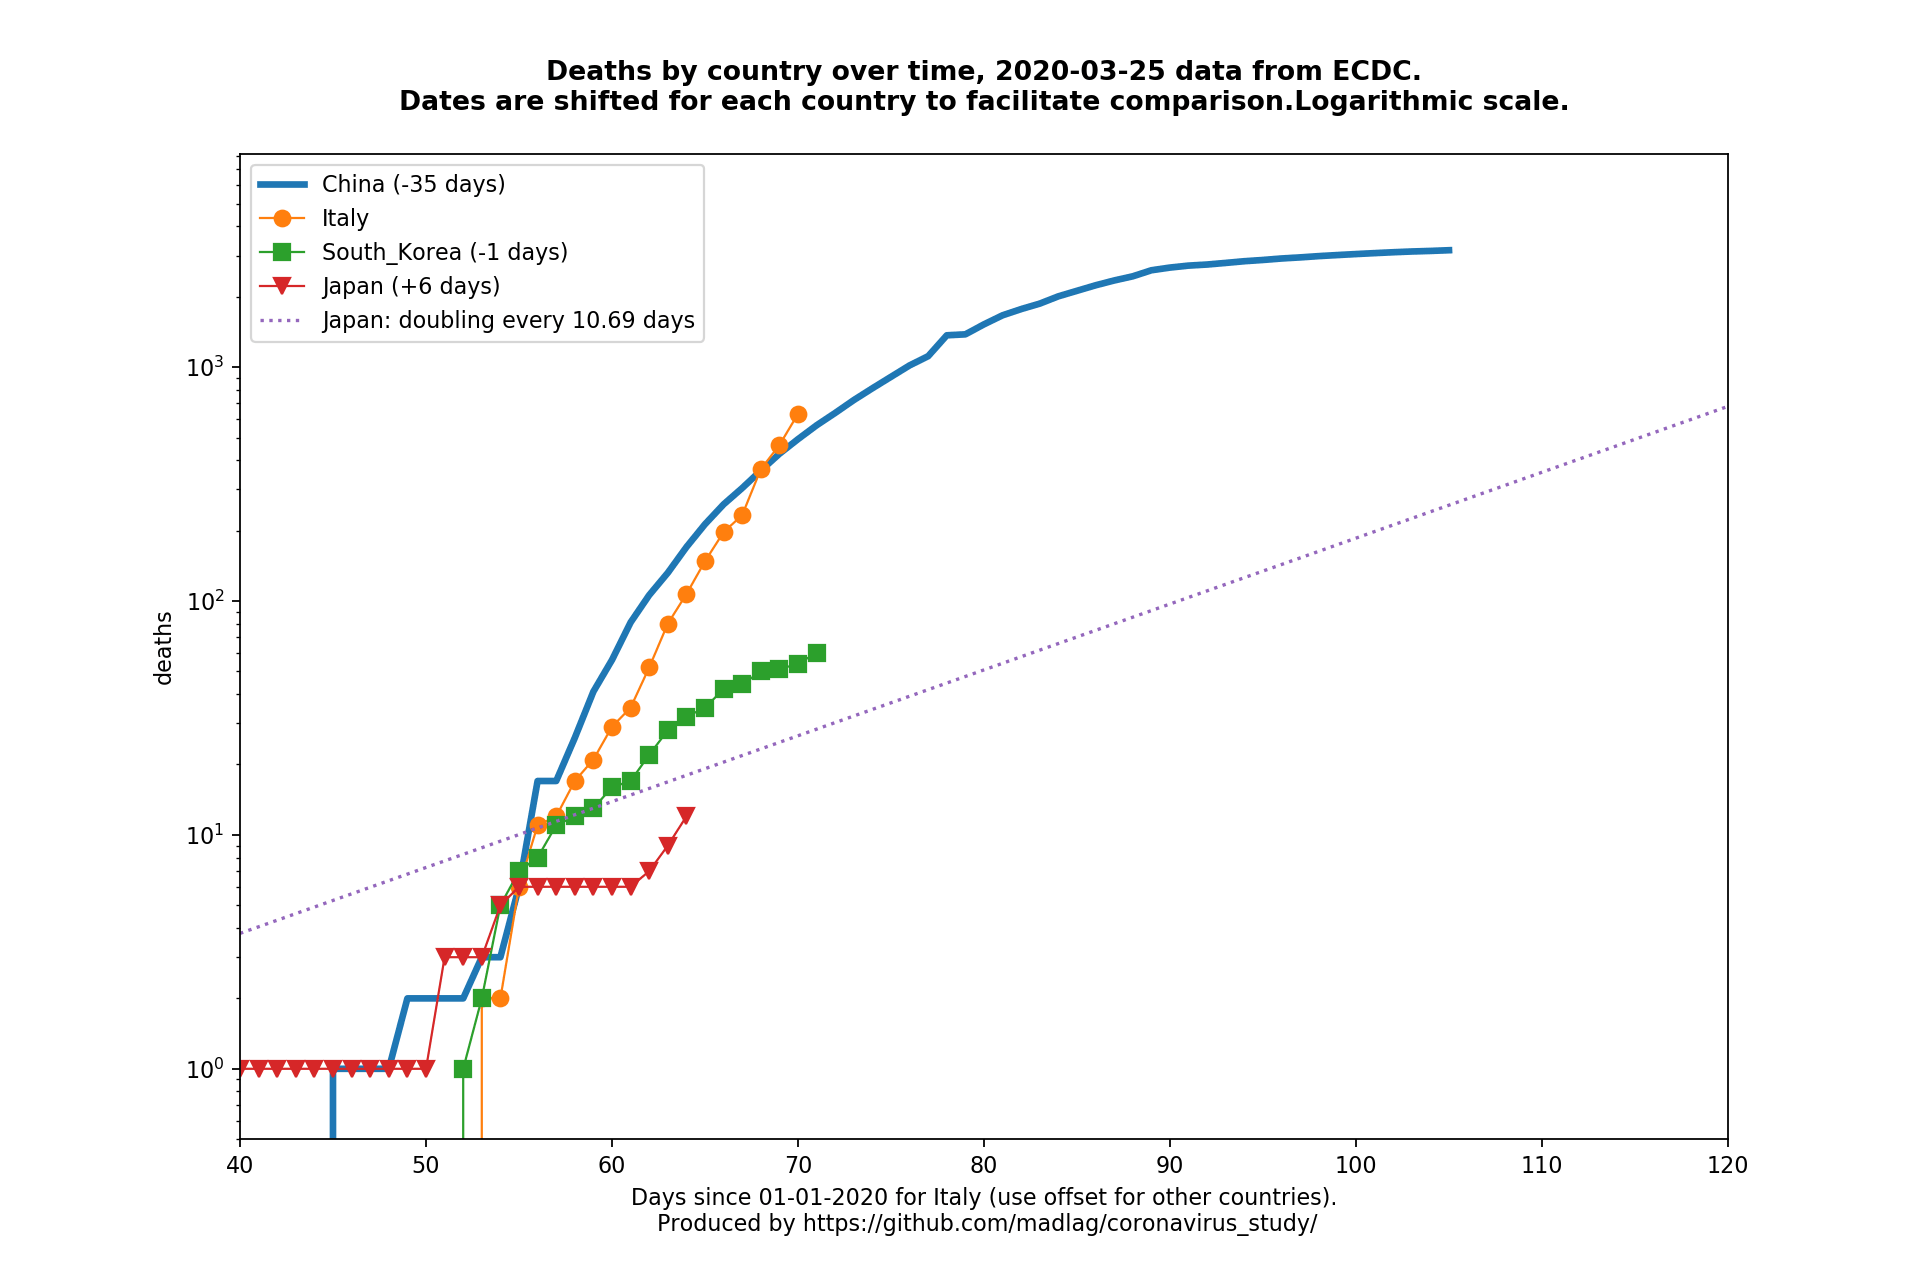 Deaths by country over time, 2020-03-25 data from ECDC.
Dates are shifted for each country to facilitate comparison.Logarithmic scale.
China (-35 days)
Italy
South_Korea (-1 days)
Japan (+6 days)
Japan: doubling every 10.69 days
deaths
10³
10²
10¹
10⁰
40 50 60 70 80 90 100 110 120
Days since 01-01-2020 for Italy (use offset for other countries).
Produced by https://github.com/madlag/coronavirus_study/